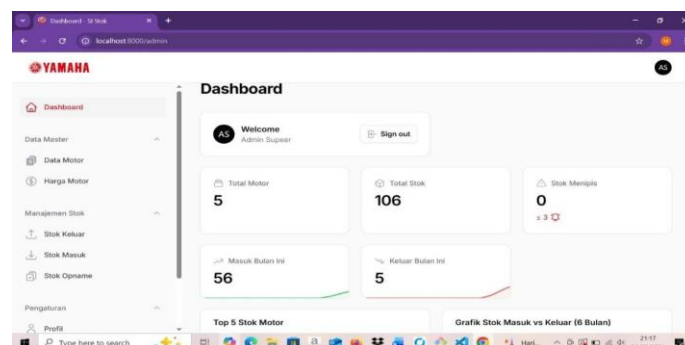 Dashboard - St Stok
localhost:8000/admin
YAMAHA
AS
Dashboard
Dashboard
AS
Welcome
Admin Supeer
Sign out
Data Master
Data Motor
Harga Motor
Total Motor
5
Total Stok
106
Stok Menipis
0
≤ 3
Manajemen Stok
Stok Keluar
Stok Masuk
Stok Opname
Masuk Bulan Ini
56
Keluar Bulan Ini
5
Pengaturan
Profil
Top 5 Stok Motor
Grafik Stok Masuk vs Keluar (6 Bulan)
Type here to search
Hari...
21:17